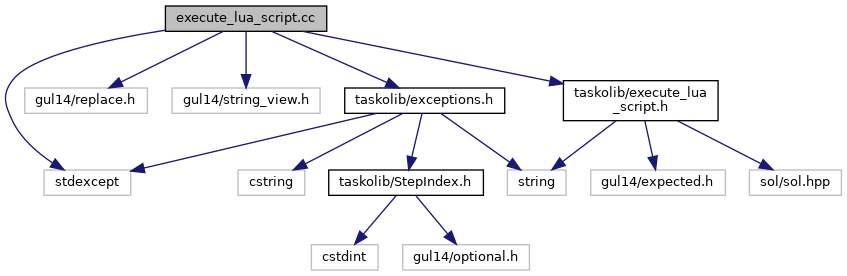 execute_lua_script.cc
gul14/replace.h
gul14/string_view.h
taskolib/exceptions.h
taskolib/execute_lua
_script.h
stdexcept
cstring
taskolib/StepIndex.h
string
gul14/expected.h
sol/sol.hpp
cstdint
gul14/optional.h